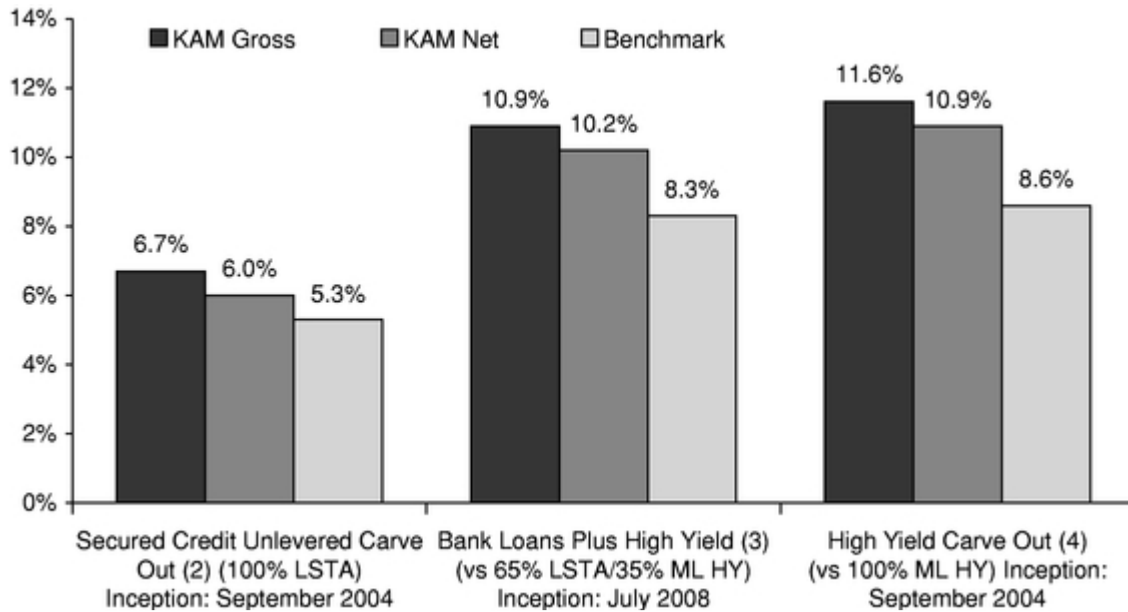 14%
KAM Gross KAM Net Benchmark
12%
10%
8%
6%
4%
2%
0%
6.7%
6.0%
5.3%
10.9%
10.2%
8.3%
11.6%
10.9%
8.6%
Secured Credit Unlevered Carve
Out (2) (100% LSTA)
Inception: September 2004
Bank Loans Plus High Yield (3)
(vs 65% LSTA/35% ML HY)
Inception: July 2008
High Yield Carve Out (4)
(vs 100% ML HY) Inception:
September 2004